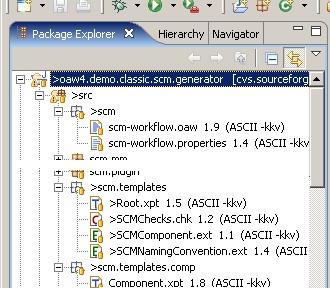 Package Explorer
Hierarchy
Navigator
>oaw4.demo.classic.scm.generator [cvs.sourceforg
>src
>scm
scm-workflow.oaw 1.9 (ASCII -kkv)
scm-workflow.properties 1.4 (ASCII -kkv)
scm.plugin
>scm.templates
>Root.xpt 1.5 (ASCII -kkv)
>SCMChecks.chk 1.2 (ASCII -kkv)
>SCMComponent.ext 1.1 (ASCII -kkv)
>SCMNamingConvention.ext 1.4 (ASCII
>scm.templates.comp
Component.xpt 1.8 (ASCII -kkv)